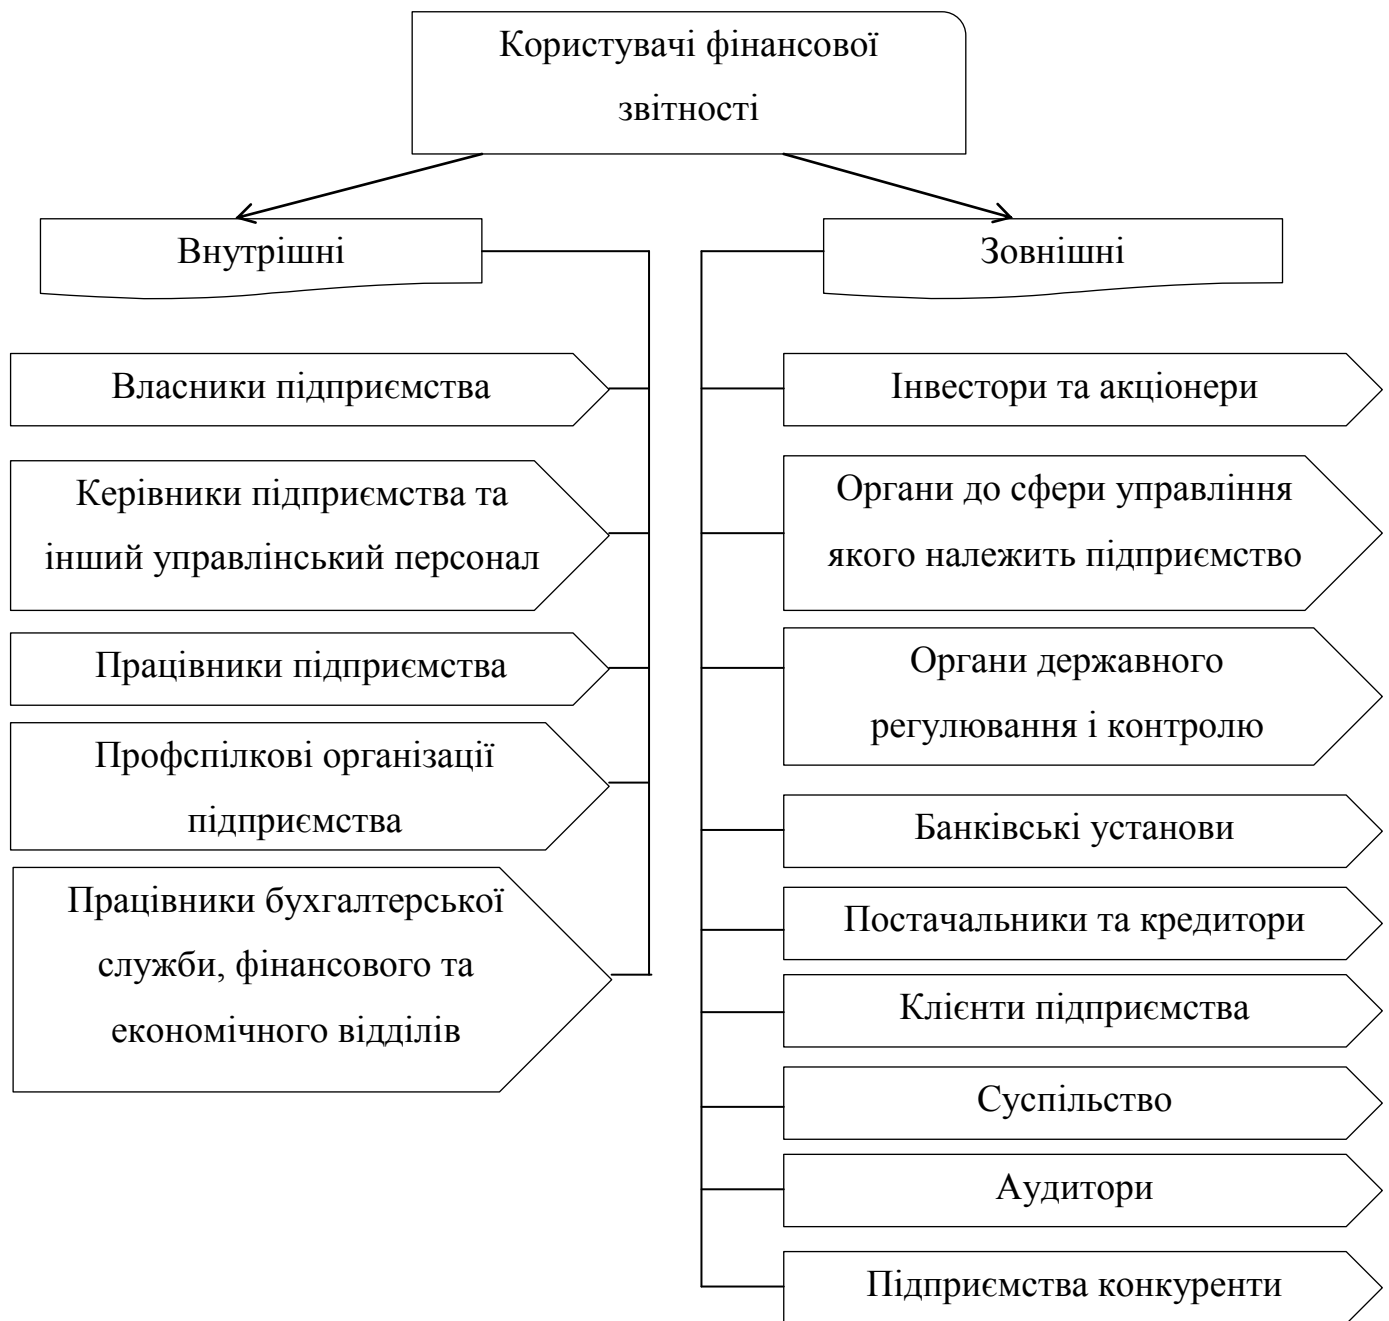 Користувачі фінансової
звітності
Внутрішні
Зовнішні
Власники підприємства
Керівники підприємства та
інший управлінський персонал
Працівники підприємства
Профспілкові організації
підприємства
Працівники бухгалтерської
служби, фінансового та
економічного відділів
Інвестори та акціонери
Органи до сфери управління
якого належить підприємство
Органи державного
регулювання і контролю
Банківські установи
Постачальники та кредитори
Клієнти підприємства
Суспільство
Аудитори
Підприємства конкуренти